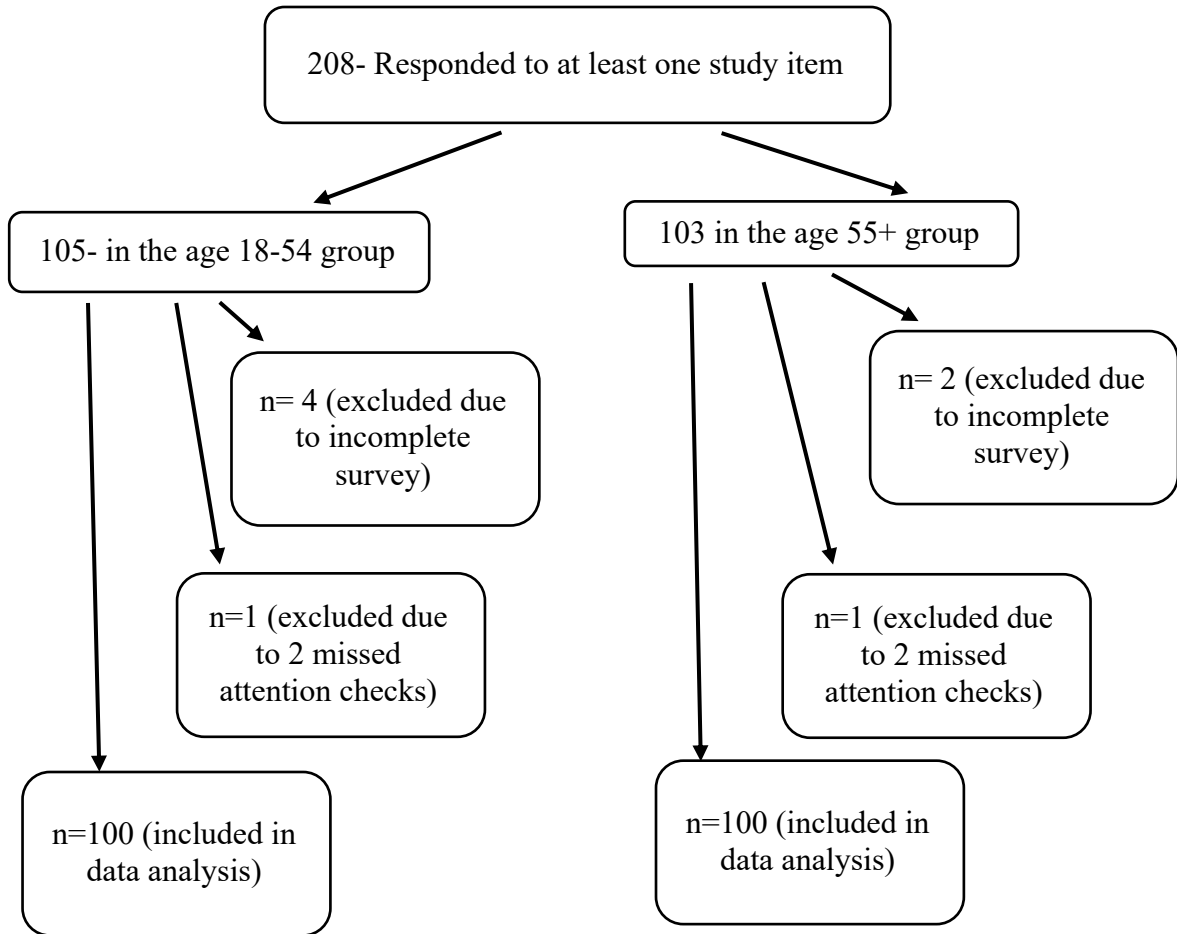 208- Responded to at least one study item
105- in the age 18-54 group
103 in the age 55+ group
n= 4 (excluded due
to incomplete
survey)
n= 2 (excluded due
to incomplete
survey)
n=1 (excluded due
to 2 missed
attention checks)
n=1 (excluded due
to 2 missed
attention checks)
n=100 (included in
data analysis)
n=100 (included in
data analysis)